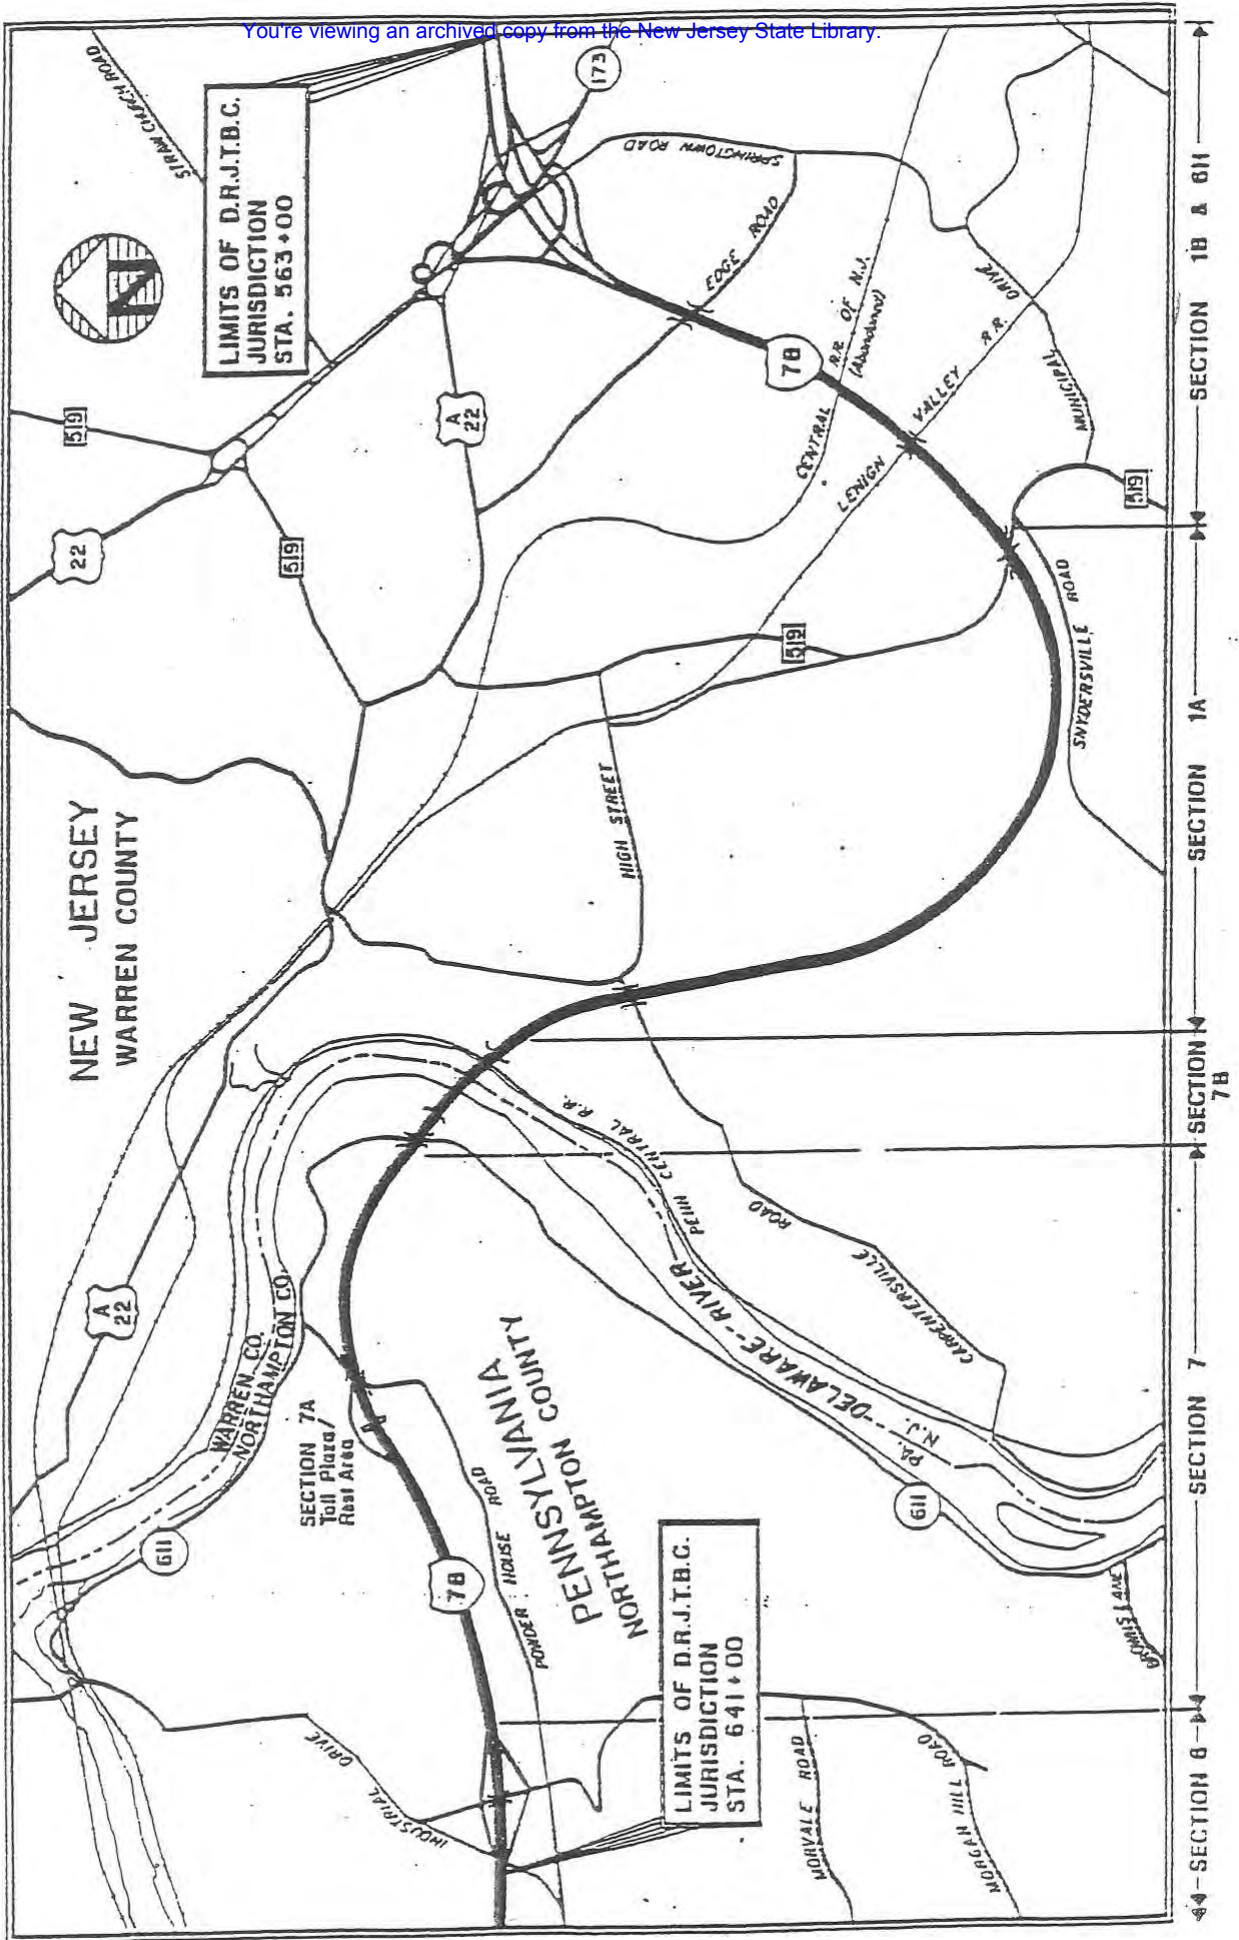 You're viewing an archived copy from the New Jersey State Library.
STRAW CHURCH ROAD
LIMITS OF D.R.J.T.B.C.
JURISDICTION
STA. 563+00
173
SPRINGTOWN ROAD
EDGE ROAD
N
519
22
519
A
22
78
CENTRAL R.R. OF N.J.
(Abandoned)
LEHIGH VALLEY R.R.
MUNICIPAL DRIVE
519
519
SNYDERSVILLE ROAD
HIGH STREET
NEW JERSEY
WARREN COUNTY
PENN CENTRAL R.R.
CARPENTERSVILLE ROAD
DELAWARE RIVER
PA.
N.J.
A
22
WARREN CO.
NORTHAMPTON CO.
SECTION 7A
Toll Plaza/
Rest Area
PENNSYLVANIA
NORTHAMPTON COUNTY
611
78
POWDER HOUSE ROAD
611
LIMITS OF D.R.J.T.B.C.
JURISDICTION
STA. 641+00
INDUSTRIAL DRIVE
MORVALE ROAD
MORGAN HILL ROAD
LANE
SECTION 6
SECTION 7
SECTION
7B
SECTION 1A
SECTION 1B & 6H